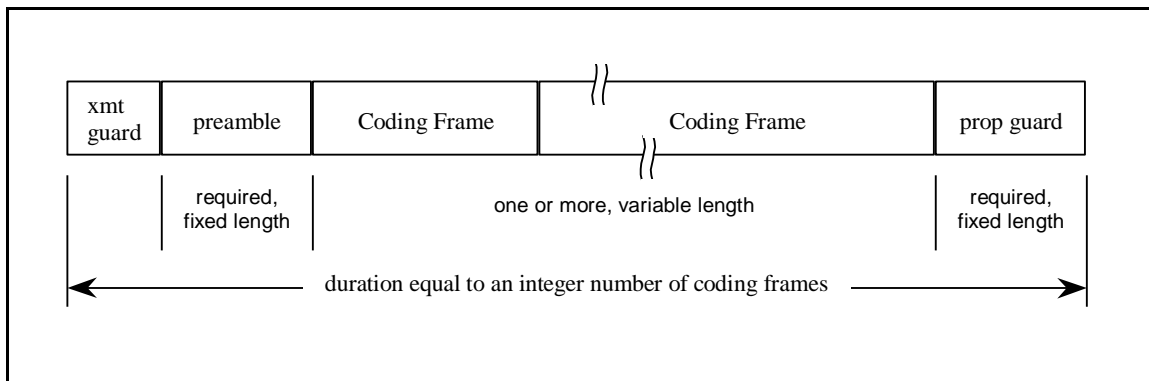 xmt
guard
preamble
Coding Frame
Coding Frame
prop guard
required,
fixed length
one or more, variable length
required,
fixed length
duration equal to an integer number of coding frames